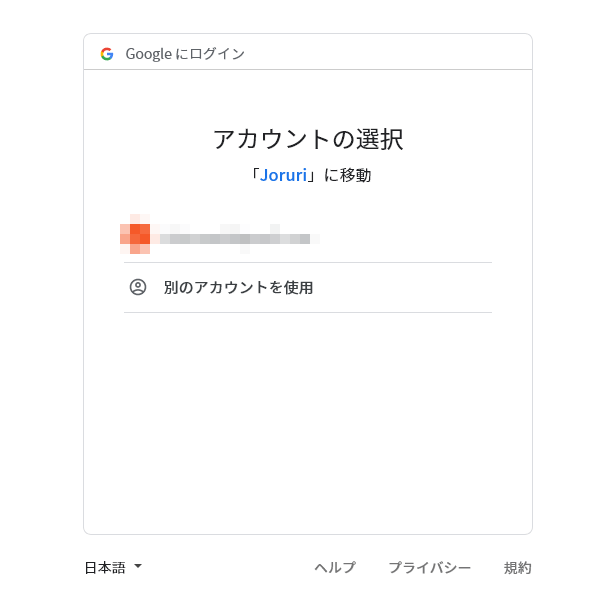 Google にログイン
アカウントの選択
「Joruri」に移動
別のアカウントを使用
日本語
ヘルプ
プライバシー
規約